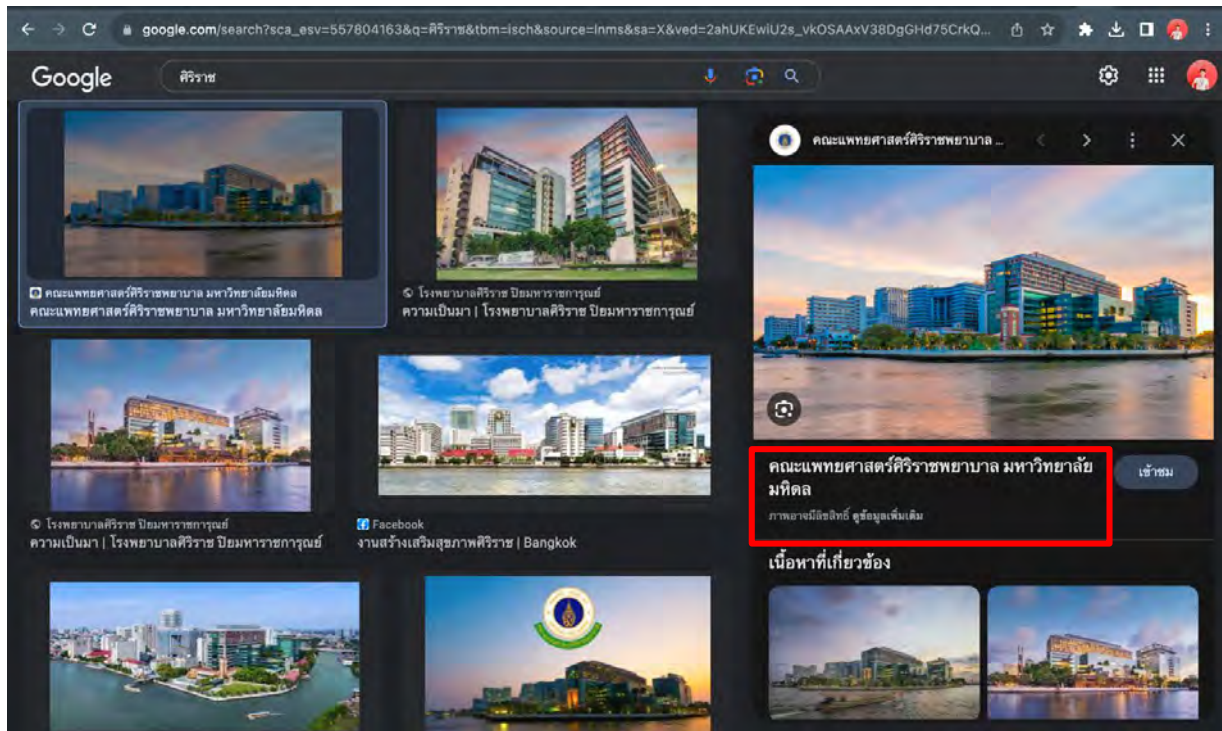 google.com/search?sca_esv=557804163&q=ศิริราช&tbm=isch&source=lnms&sa=X&ved=2ahUKEwiU2s_vkOSAAxV38DgGHd75CrkQ...
Google
ศิริราช
คณะแพทยศาสตร์ศิริราชพยาบาล มหาวิทยาลัยมหิดล
คณะแพทยศาสตร์ศิริราชพยาบาล มหาวิทยาลัยมหิดล
โรงพยาบาลศิริราช ปิยมหาราชการุณย์
ความเป็นมา | โรงพยาบาลศิริราช ปิยมหาราชการุณย์
โรงพยาบาลศิริราช ปิยมหาราชการุณย์
ความเป็นมา | โรงพยาบาลศิริราช ปิยมหาราชการุณย์
Facebook
งานสร้างเสริมสุขภาพศิริราช | Bangkok
คณะแพทยศาสตร์ศิริราชพยาบาล ...
คณะแพทยศาสตร์ศิริราชพยาบาล มหาวิทยาลัย
มหิดล
เข้าชม
ภาพอาจมีลิขสิทธิ์ ดูข้อมูลเพิ่มเติม
เนื้อหาที่เกี่ยวข้อง